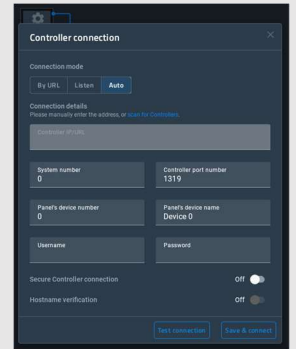 Controller connection
Connection mode
By URL Listen Auto
Connection details
Please manually enter the address, or scan for Controllers.
Controller IP/URL
System number
0
Controller port number
1319
Panel's device number
0
Panel's device name
Device 0
Username
Password
Secure Controller connection Off
Hostname verification Off
Test connection Save & connect